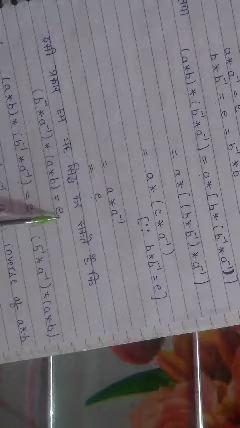 a*a⁻¹ = e
b*b⁻¹ = e = b⁻¹*b
(a*b)*(b⁻¹*a⁻¹) = a*[b*(b⁻¹*a⁻¹)]
= a*[(b*b⁻¹)*a⁻¹]
= a*(e*a⁻¹)
[∵ b*b⁻¹ = e]
= a*a⁻¹
= e
इसी प्रकार हम यह सिद्ध कर सकते हैं कि
(b⁻¹*a⁻¹)*(a*b) = e
(a*b)*(b⁻¹*a⁻¹) = (b⁻¹*a⁻¹)*(a*b)
inverse of a*b